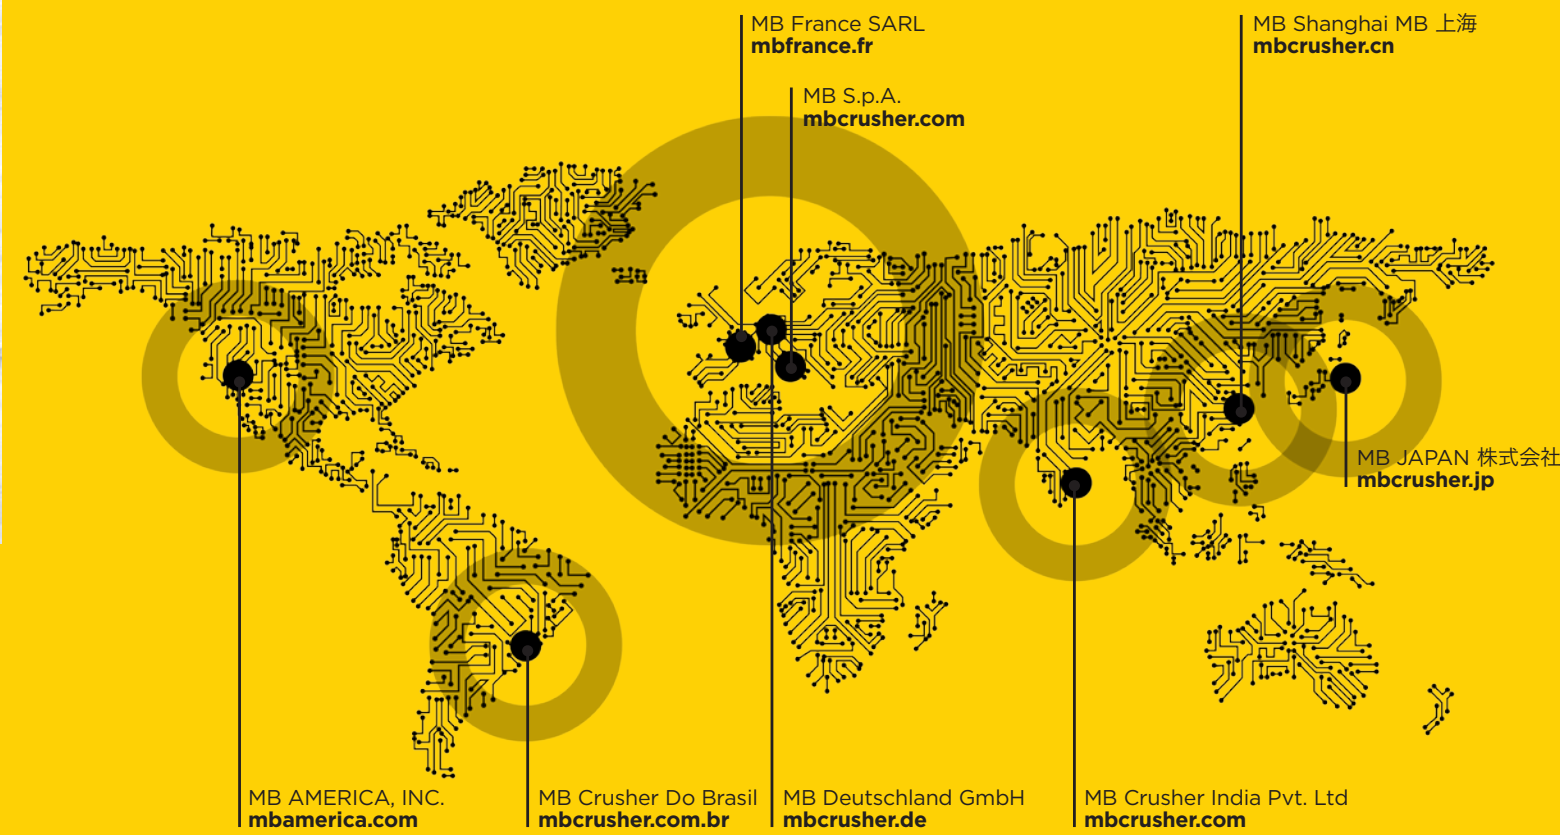 MB France SARL
mbfrance.fr
MB Shanghai MB 上海
mbcrusher.cn
MB S.p.A.
mbcrusher.com
MB JAPAN 株式会社
mbcrusher.jp
MB AMERICA, INC.
mbamerica.com
MB Crusher Do Brasil
mbcrusher.com.br
MB Deutschland GmbH
mbcrusher.de
MB Crusher India Pvt. Ltd
mbcrusher.com